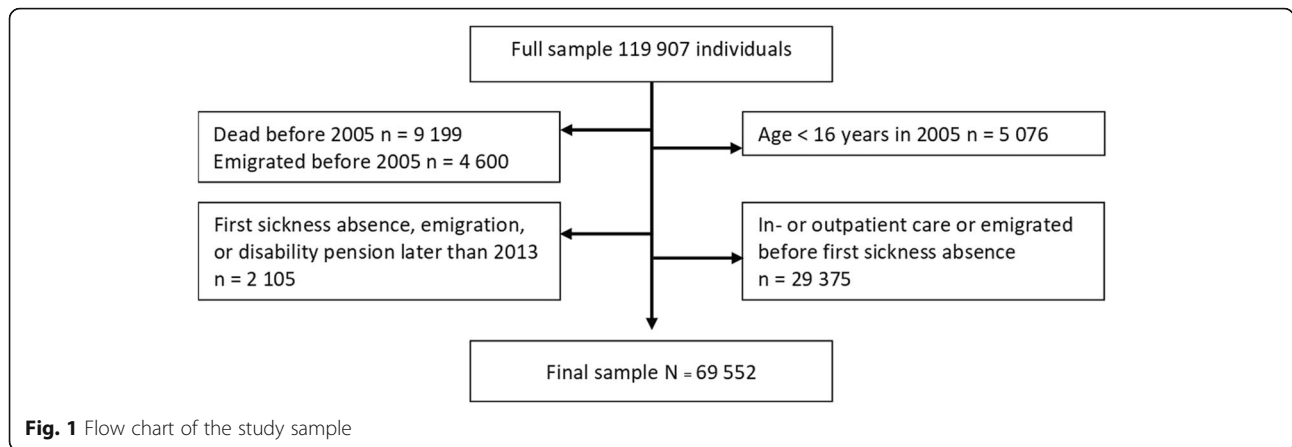 Full sample 119 907 individuals
Dead before 2005 n = 9 199
Emigrated before 2005 n = 4 600
Age < 16 years in 2005 n = 5 076
First sickness absence, emigration,
or disability pension later than 2013
n = 2 105
In- or outpatient care or emigrated
before first sickness absence
n = 29 375
Final sample N = 69 552
Fig. 1 Flow chart of the study sample